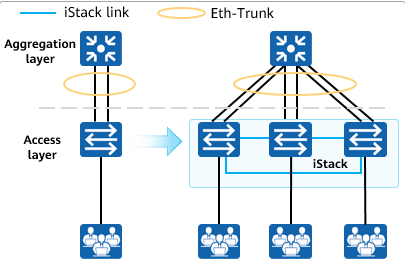 iStack link
Eth-Trunk
Aggregation
layer
Access
layer
iStack